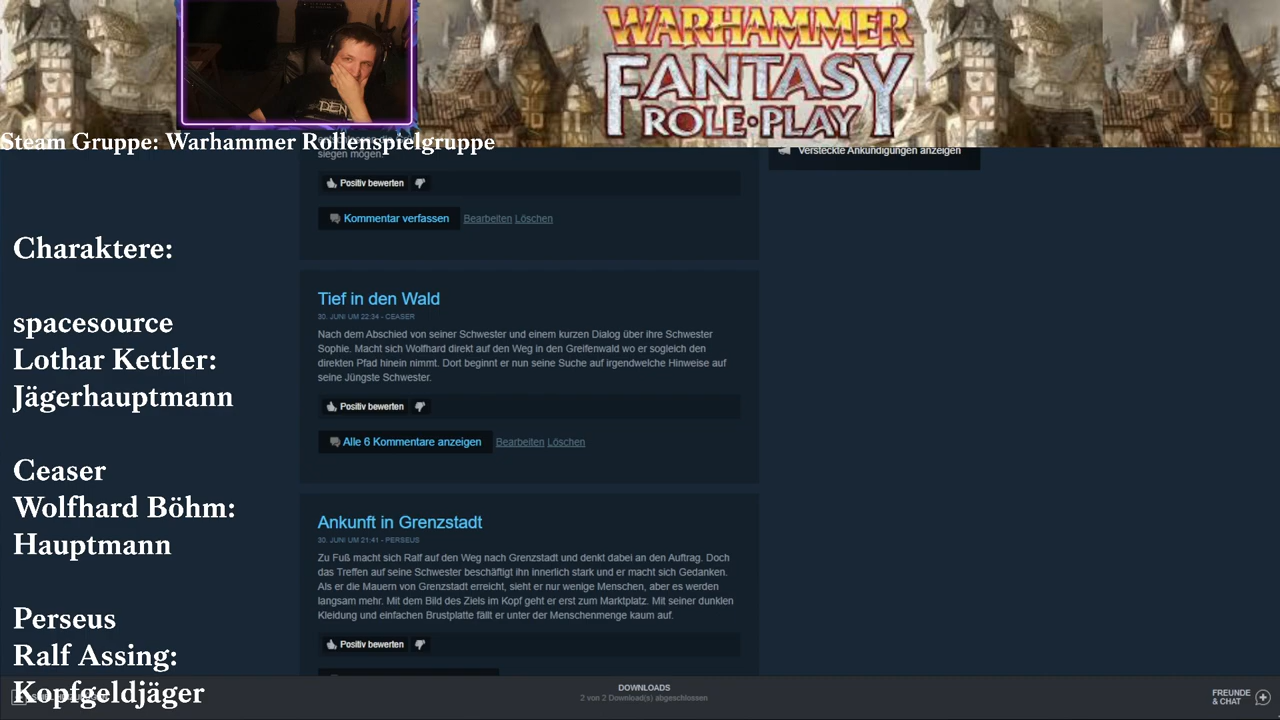 WARHAMMER
FANTASY
ROLE-PLAY
DEN
Steam Gruppe: Warhammer Rollenspielgruppe
siegen mögen.
Versteckte Ankündigungen anzeigen
Positiv bewerten
Kommentar verfassen Bearbeiten Löschen
Charaktere:
spacesource
Lothar Kettler:
Jägerhauptmann
Ceaser
Wolfhard Böhm:
Hauptmann
Perseus
Ralf Assing:
Kopfgeldjäger
Tief in den Wald
30. JUNI UM 22:34 - CEASER
Nach dem Abschied von seiner Schwester und einem kurzen Dialog über ihre Schwester
Sophie. Macht sich Wolfhard direkt auf den Weg in den Greifenwald wo er sogleich den
direkten Pfad hinein nimmt. Dort beginnt er nun seine Suche auf irgendwelche Hinweise auf
seine Jüngste Schwester.
Positiv bewerten
Alle 6 Kommentare anzeigen Bearbeiten Löschen
Ankunft in Grenzstadt
30. JUNI UM 21:41 - PERSEUS
Zu Fuß macht sich Ralf auf den Weg nach Grenzstadt und denkt dabei an den Auftrag. Doch
das Treffen auf seine Schwester beschäftigt ihn innerlich stark und er macht sich Gedanken.
Als er die Mauern von Grenzstadt erreicht, sieht er nur wenige Menschen, aber es werden
langsam mehr. Mit dem Bild des Ziels im Kopf geht er erst zum Marktplatz. Mit seiner dunklen
Kleidung und einfachen Brustplatte fällt er unter der Menschenmenge kaum auf.
Positiv bewerten
DOWNLOADS
2 von 2 Download(s) abgeschlossen
FREUNDE
& CHAT